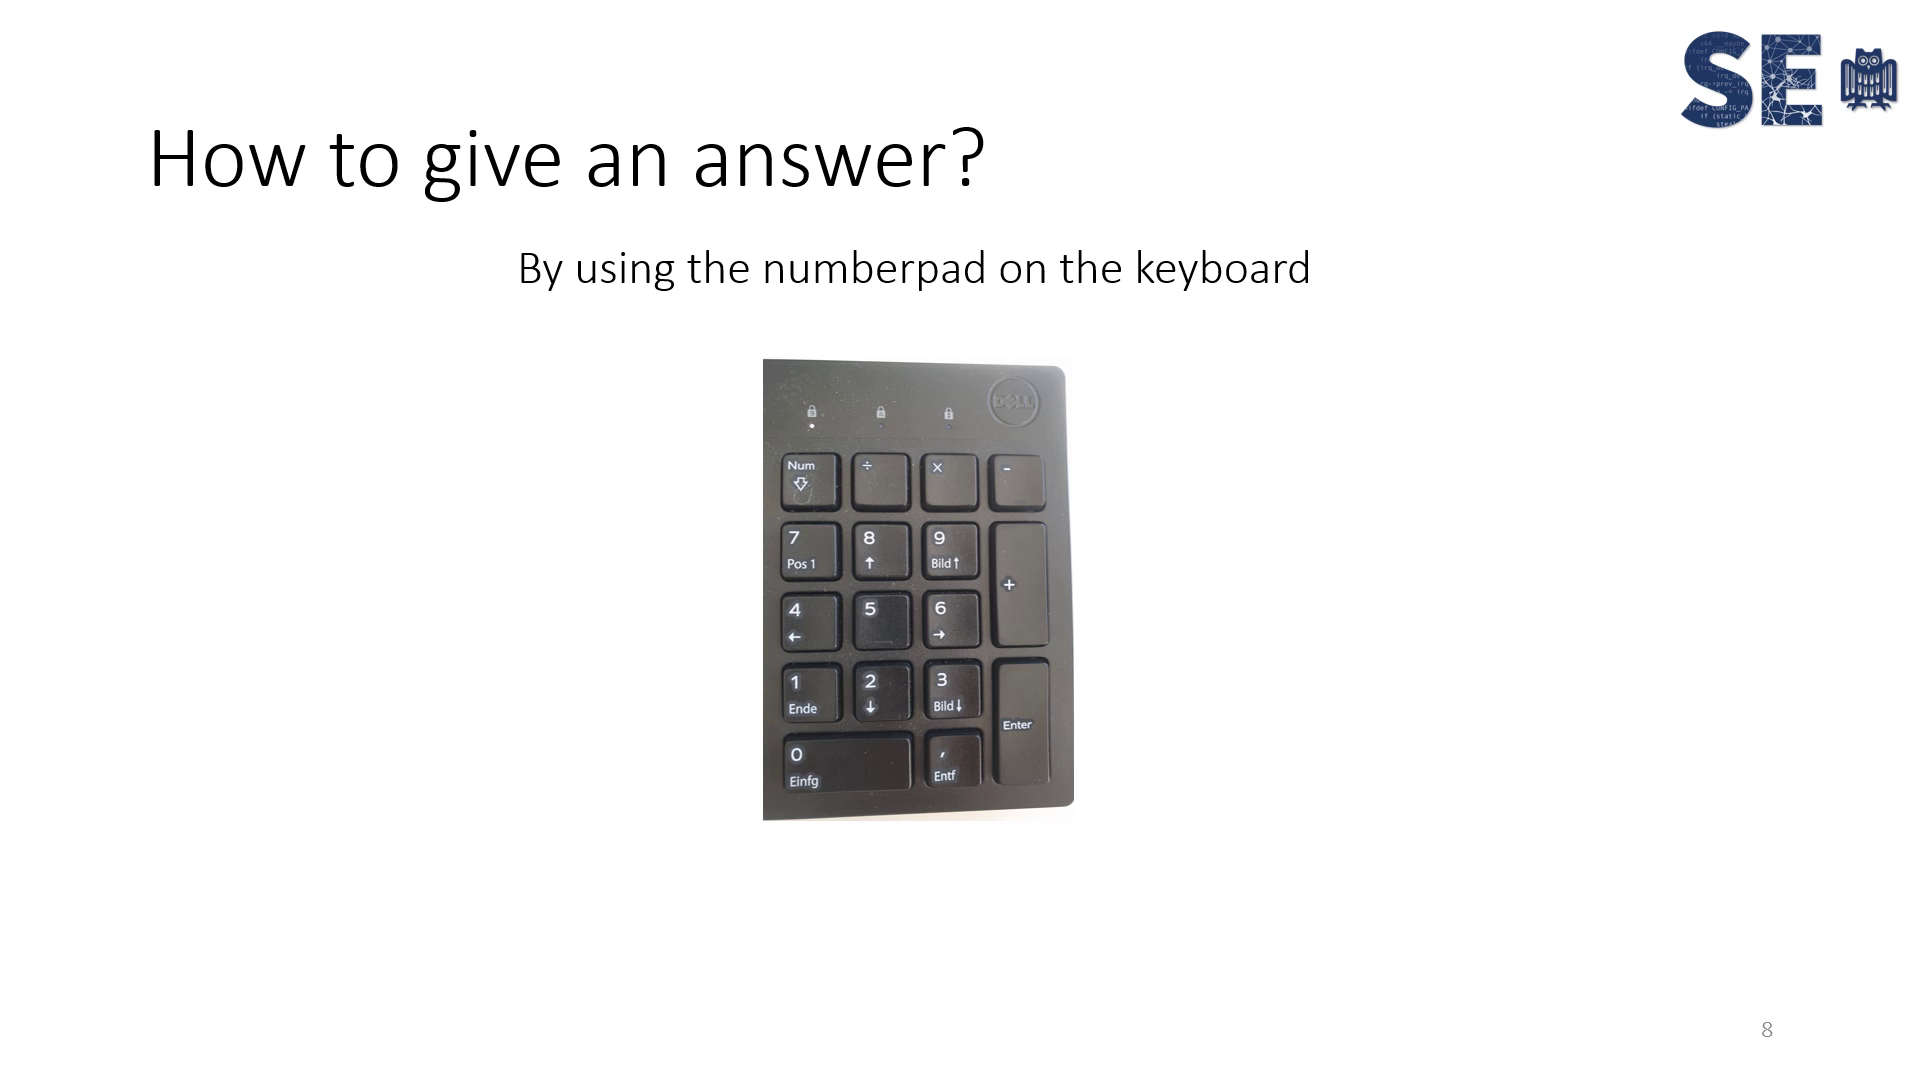 SE
How to give an answer?
By using the numberpad on the keyboard
DELL
Num ÷ × -
7 8 9
Pos 1 ↑ Bild ↑
+
4 5 6
← →
1 2 3
Ende ↓ Bild ↓
Enter
0 ,
Einfg Entf
8